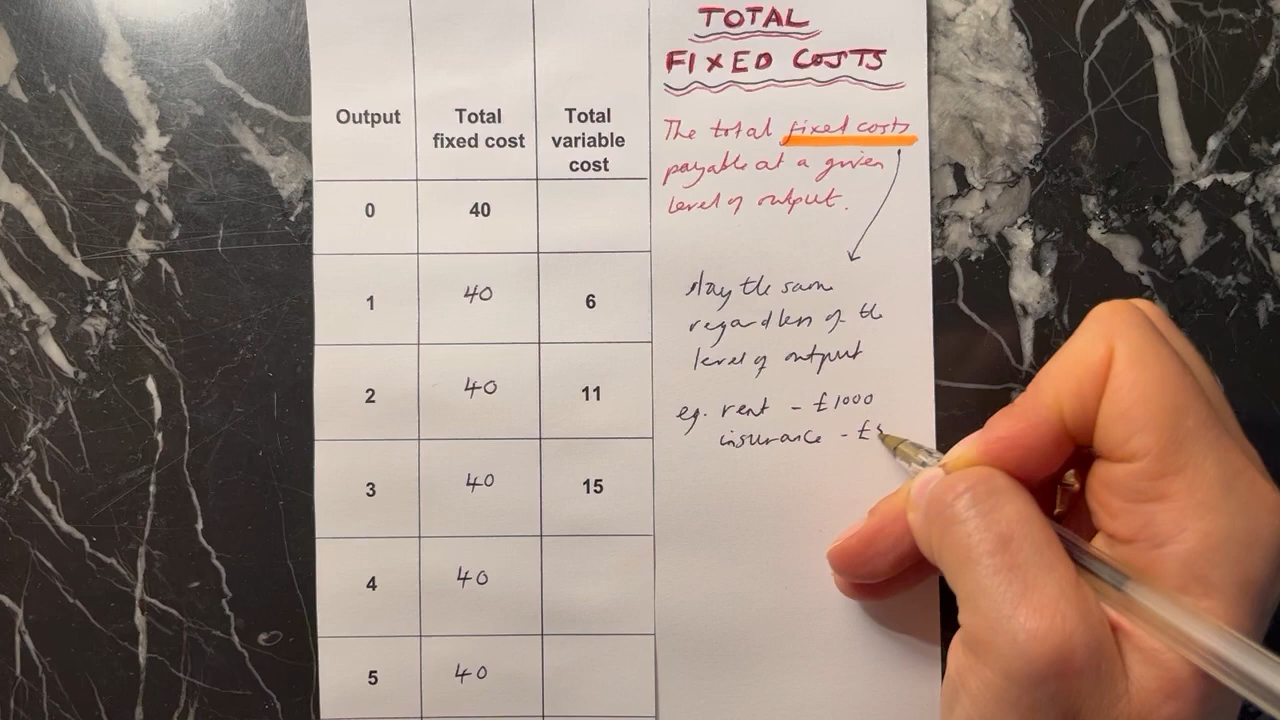 Output Total fixed cost Total variable cost
0 40
1 40 6
2 40 11
3 40 15
4 40
5 40
TOTAL
FIXED COSTS
The total fixed costs
payable at a given
level of output.
stay the same
regardless of the
level of output
eg. rent - £1000
insurance - £